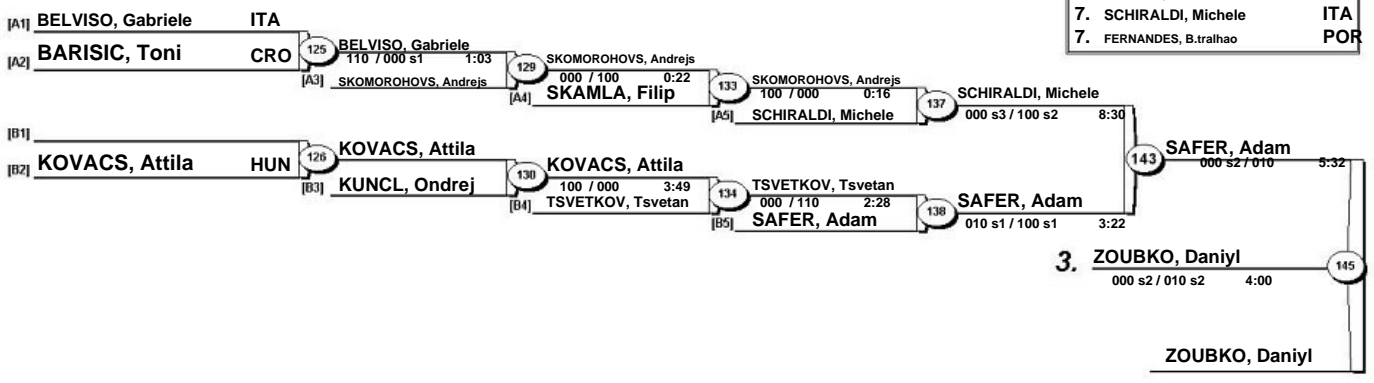 7. SCHIRALDI, Michele ITA
7. FERNANDES, B.tralhao POR
[A1] BELVISO, Gabriele ITA
[A2] BARISIC, Toni CRO
125
BELVISO, Gabriele
110 / 000 s1 1:03
[A3] SKOMOROHOVS, Andrejs
129
SKOMOROHOVS, Andrejs
000 / 100 0:22
[A4] SKAMLA, Filip
133
SKOMOROHOVS, Andrejs
100 / 000 0:16
[A5] SCHIRALDI, Michele
137
SCHIRALDI, Michele
000 s3 / 100 s2 8:30
[B1]
[B2] KOVACS, Attila HUN
126
KOVACS, Attila
[B3] KUNCL, Ondrej
130
KOVACS, Attila
100 / 000 3:49
[B4] TSVETKOV, Tsvetan
134
TSVETKOV, Tsvetan
000 / 110 2:28
[B5] SAFER, Adam
138
SAFER, Adam
010 s1 / 100 s1 3:22
143
SAFER, Adam
000 s2 / 010 5:32
3. ZOUBKO, Daniyl
000 s2 / 010 s2 4:00
145
ZOUBKO, Daniyl